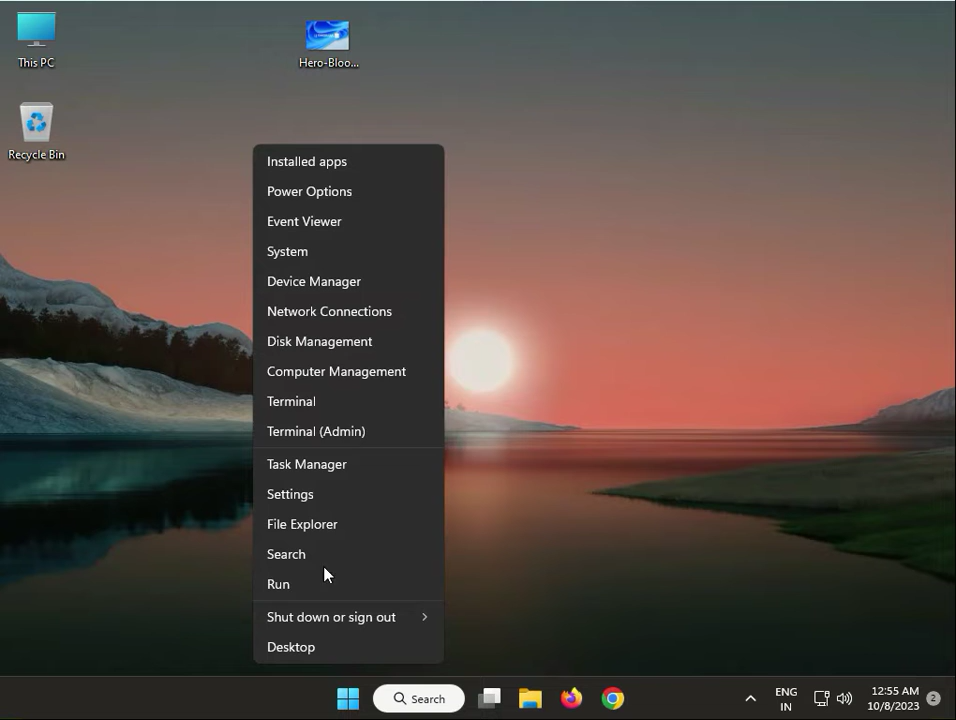 This PC
Hero-Bloo...
Recycle Bin
Installed apps
Power Options
Event Viewer
System
Device Manager
Network Connections
Disk Management
Computer Management
Terminal
Terminal (Admin)
Task Manager
Settings
File Explorer
Search
Run
Shut down or sign out
Desktop
Search
ENG
IN
12:55 AM
10/8/2023
2